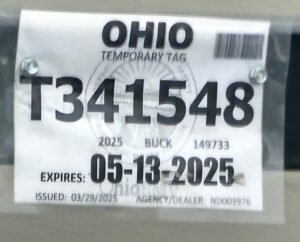 OHIO
TEMPORARY TAG
T341548
2025 BUCK 149733
EXPIRES: 05-13-2025
ISSUED: 03/29/2025 AGENCY/DEALER: ND003976